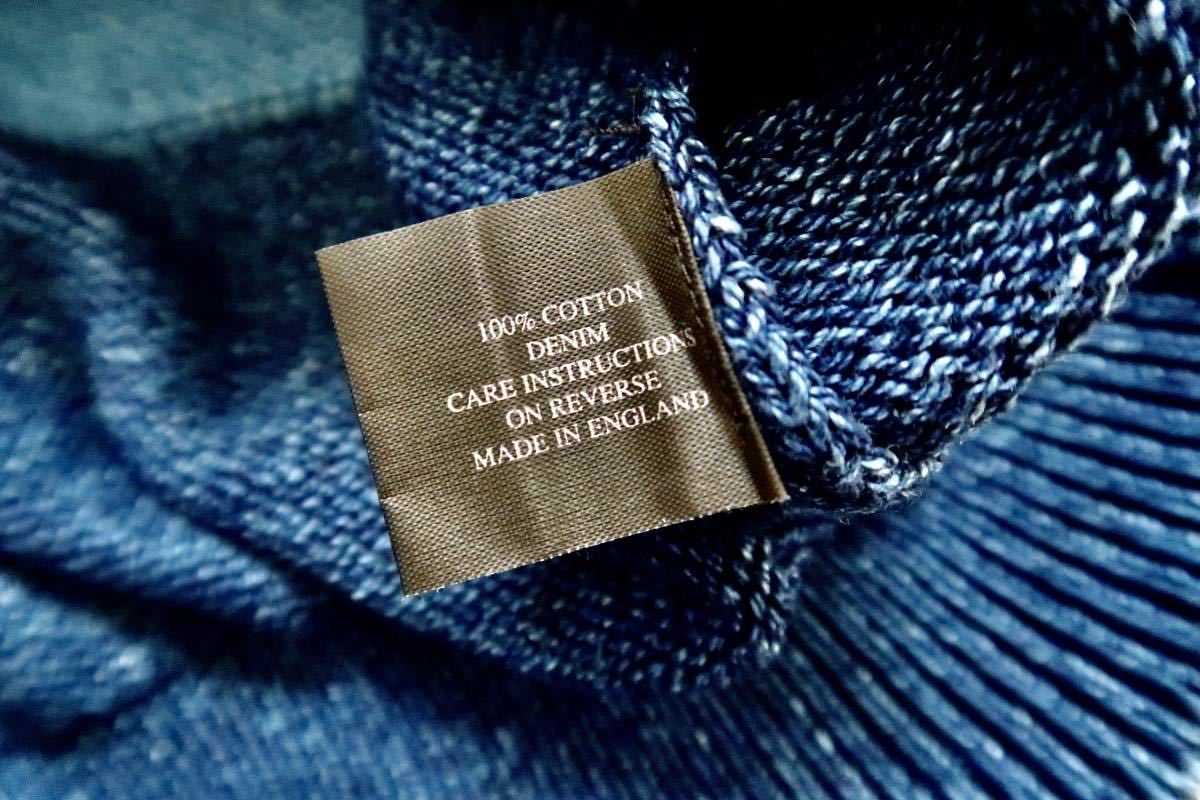 100% COTTON
DENIM
CARE INSTRUCTIONS
ON REVERSE
MADE IN ENGLAND